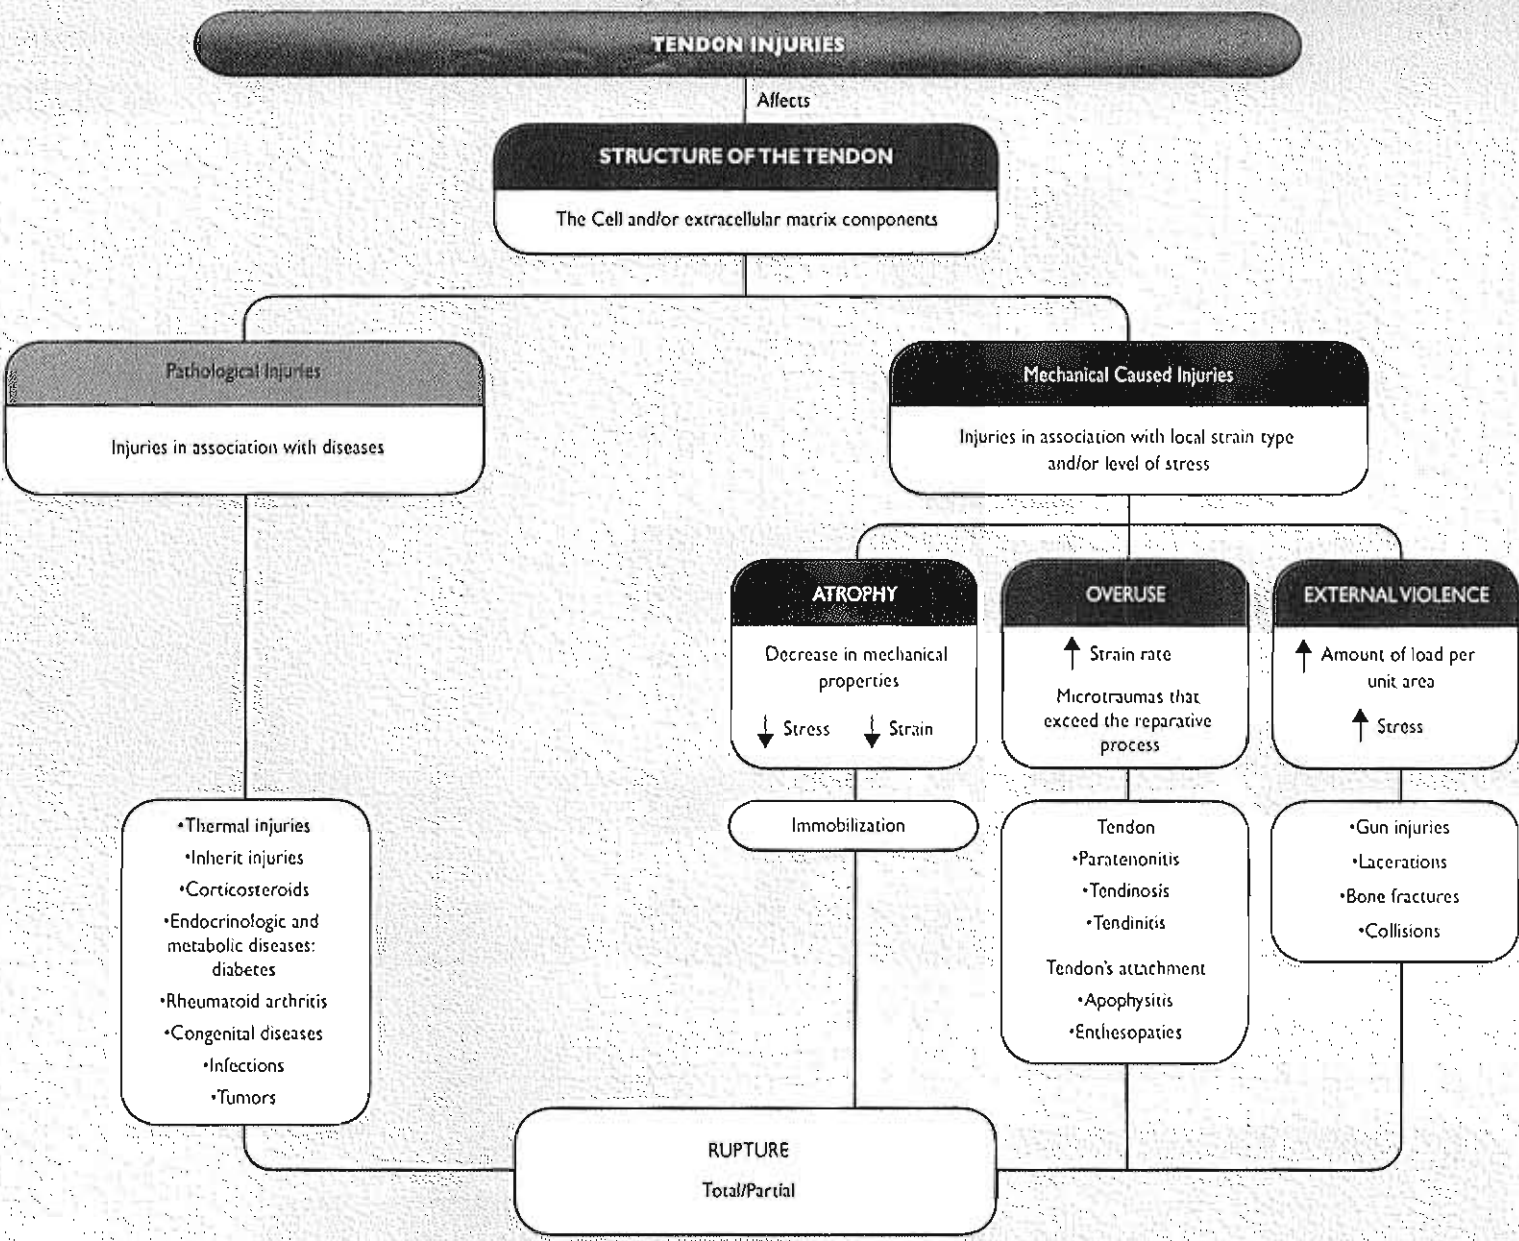 TENDON INJURIES
Affects
STRUCTURE OF THE TENDON
The Cell and/or extracellular matrix components
Pathological Injuries
Injuries in association with diseases
Mechanical Caused Injuries
Injuries in association with local strain type
and/or level of stress
ATROPHY
Decrease in mechanical
properties
↓ Stress ↓ Strain
Immobilization
OVERUSE
↑ Strain rate
Microtraumas that
exceed the reparative
process
EXTERNAL VIOLENCE
↑ Amount of load per
unit area
↑ Stress
•Thermal injuries
•Inherit injuries
•Corticosteroids
•Endocrinologic and
metabolic diseases:
diabetes
•Rheumatoid arthritis
•Congenital diseases
•Infections
•Tumors
Tendon
•Paratenonitis
•Tendinosis
•Tendinitis
Tendon's attachment
•Apophysitis
•Enthesopaties
•Gun injuries
•Lacerations
•Bone fractures
•Collisions
RUPTURE
Total/Partial